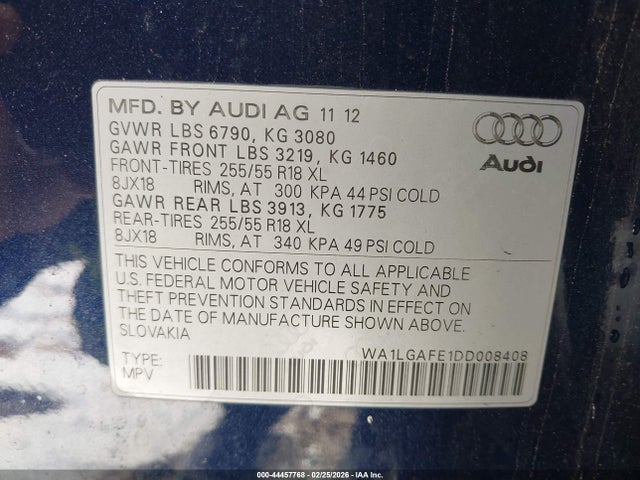 MFD. BY AUDI AG 11 12
GVWR LBS 6790, KG 3080
GAWR FRONT LBS 3219, KG 1460
FRONT-TIRES 255/55 R18 XL
8JX18 RIMS, AT 300 KPA 44 PSI COLD
GAWR REAR LBS 3913, KG 1775
REAR-TIRES 255/55 R18 XL
8JX18 RIMS, AT 340 KPA 49 PSI COLD
Audi
THIS VEHICLE CONFORMS TO ALL APPLICABLE
U.S. FEDERAL MOTOR VEHICLE SAFETY AND
THEFT PREVENTION STANDARDS IN EFFECT ON
THE DATE OF MANUFACTURE SHOWN ABOVE.
SLOVAKIA
WA1LGAFE1DD008408
TYPE:
MPV
000-44457768 - 02/25/2026 - IAA Inc.